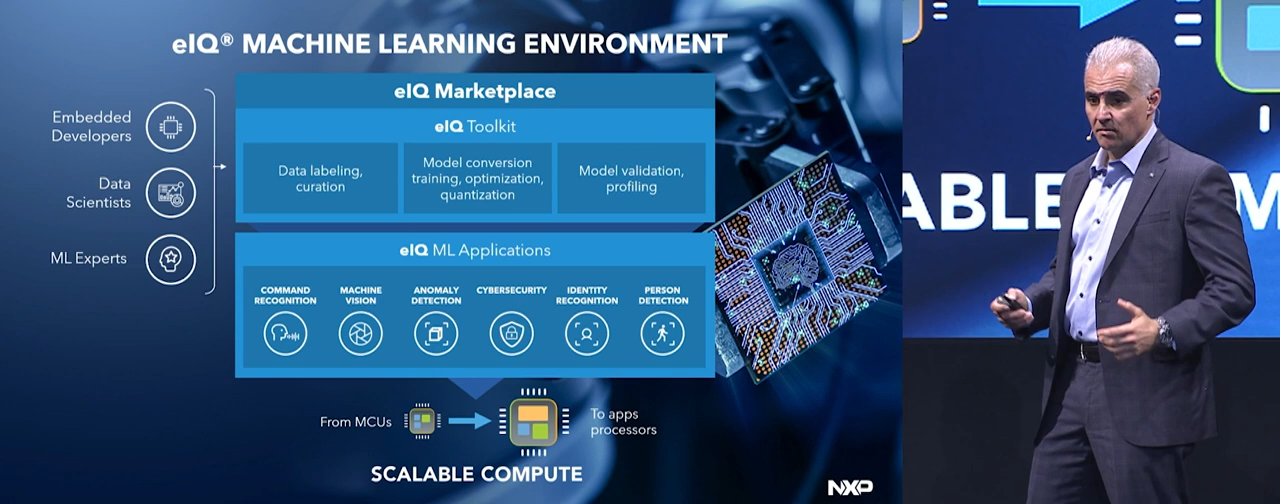 eIQ® MACHINE LEARNING ENVIRONMENT
Embedded
Developers
Data
Scientists
ML Experts
eIQ Marketplace
eIQ Toolkit
Data labeling,
curation
Model conversion
training, optimization,
quantization
Model validation,
profiling
eIQ ML Applications
COMMAND
RECOGNITION
MACHINE
VISION
ANOMALY
DETECTION
CYBERSECURITY
IDENTITY
RECOGNITION
PERSON
DETECTION
From MCUs
To apps
processors
SCALABLE COMPUTE
NXP
ABLE
M